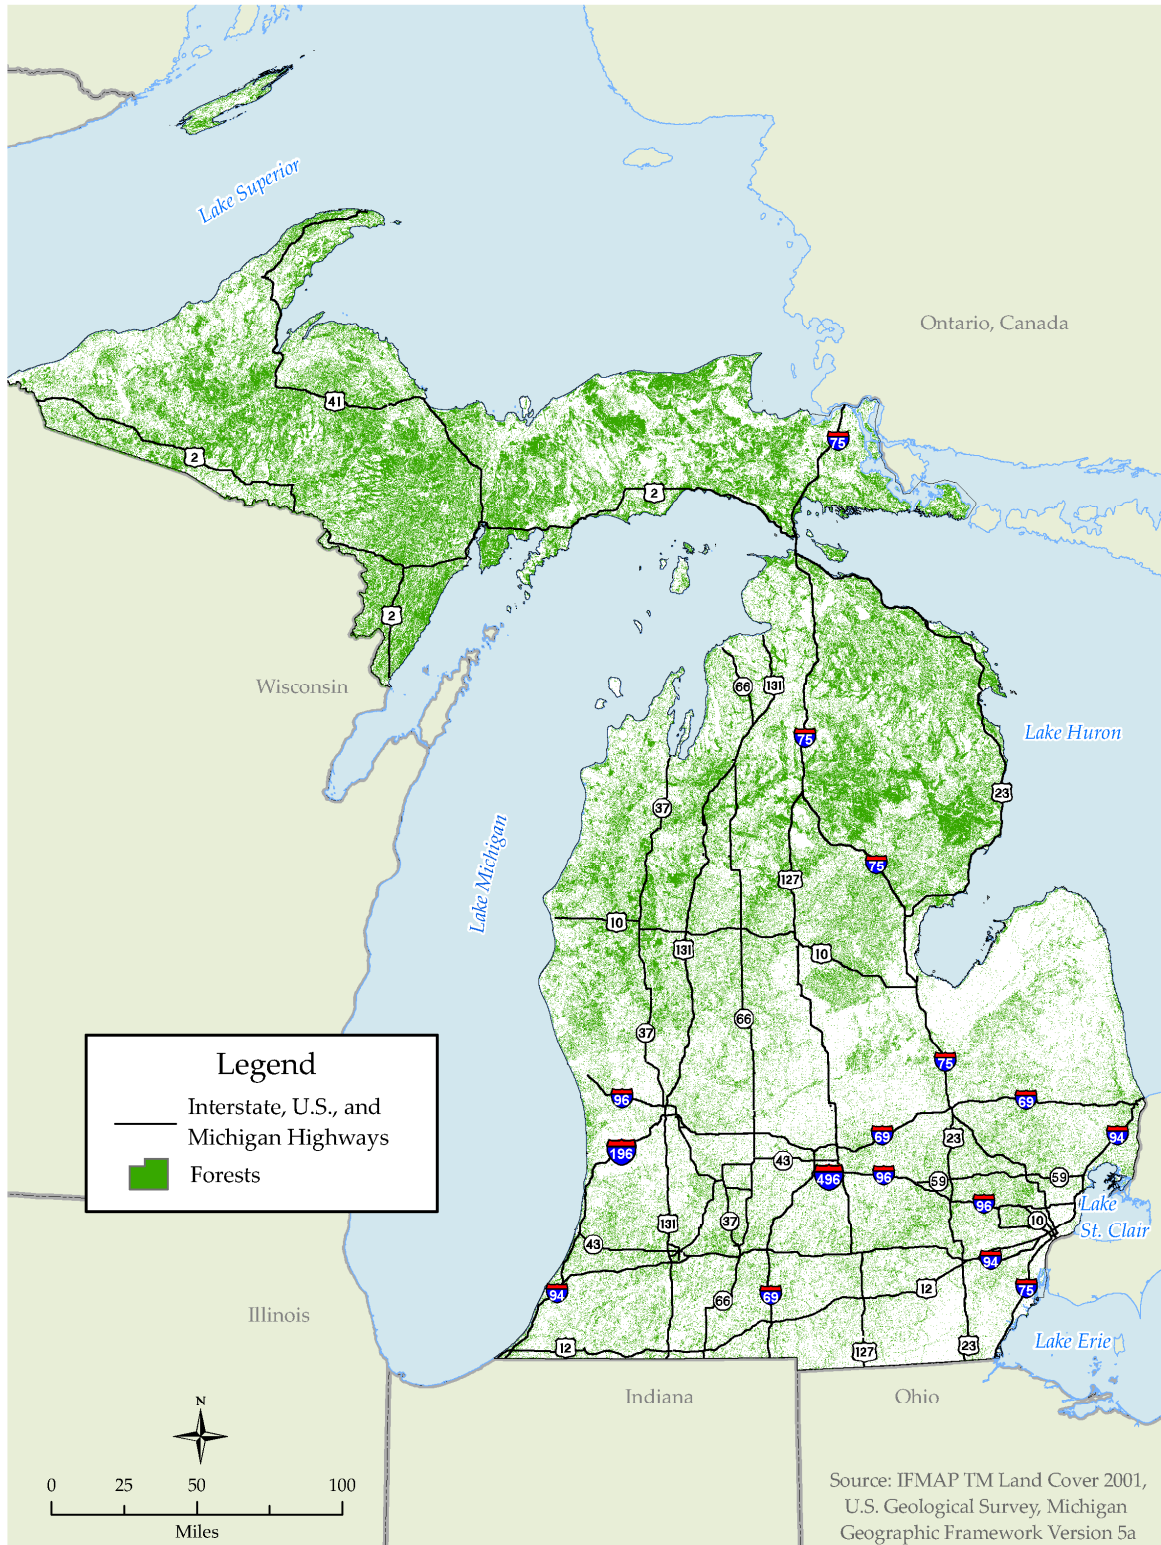 Lake Superior
Ontario, Canada
75
41
2
2
2
Wisconsin
66
131
75
Lake Huron
23
37
Lake Michigan
75
127
10
131
10
66
37
75
96
69
Legend
Interstate, U.S., and
Michigan Highways
Forests
69
23
94
196
43
496
96
59
59
96
Lake
St. Clair
131
37
10
43
94
94
66
69
12
75
Illinois
12
127
23
Lake Erie
Indiana
Ohio
N
0 25 50 100
Miles
Source: IFMAP TM Land Cover 2001,
U.S. Geological Survey, Michigan
Geographic Framework Version 5a